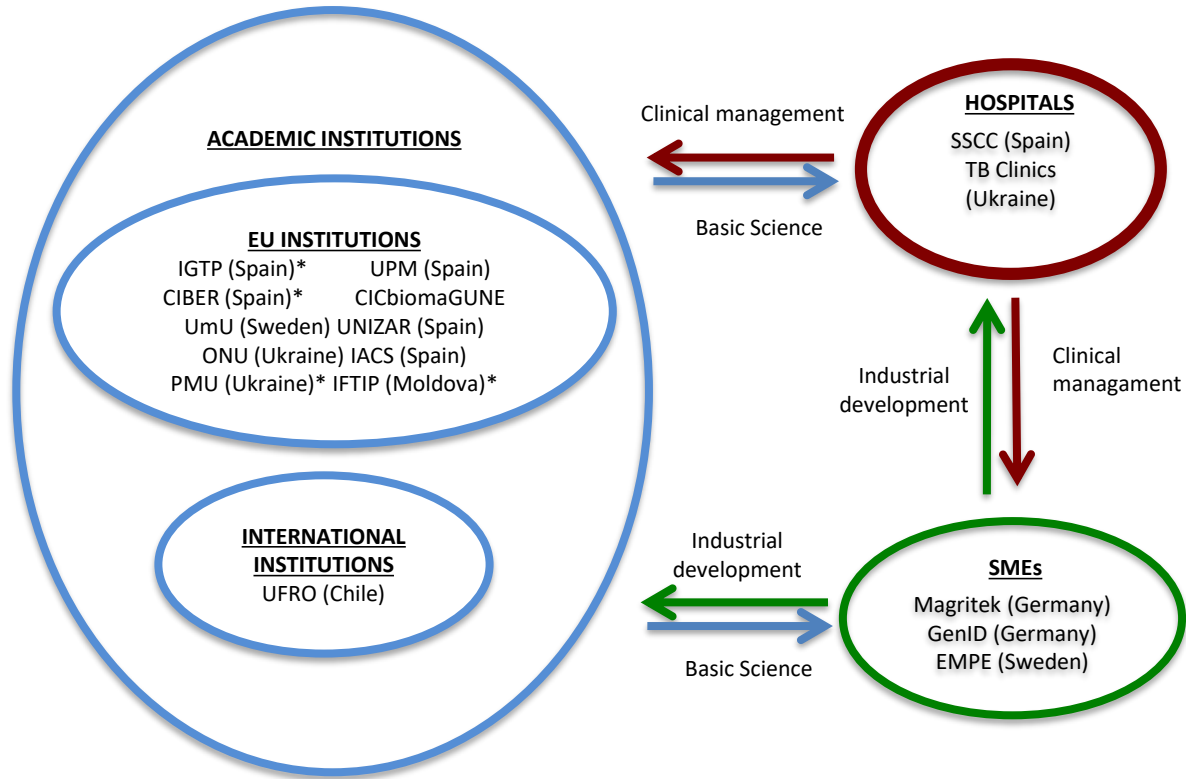 ACADEMIC INSTITUTIONS
EU INSTITUTIONS
IGTP (Spain)* UPM (Spain)
CIBER (Spain)* CICbiomaGUNE
UmU (Sweden) UNIZAR (Spain)
ONU (Ukraine) IACS (Spain)
PMU (Ukraine)* IFTIP (Moldova)*
INTERNATIONAL
INSTITUTIONS
UFRO (Chile)
Clinical management
Basic Science
HOSPITALS
SSCC (Spain)
TB Clinics
(Ukraine)
Industrial
development
Clinical
managament
Industrial
development
Basic Science
SMEs
Magritek (Germany)
GenID (Germany)
EMPE (Sweden)